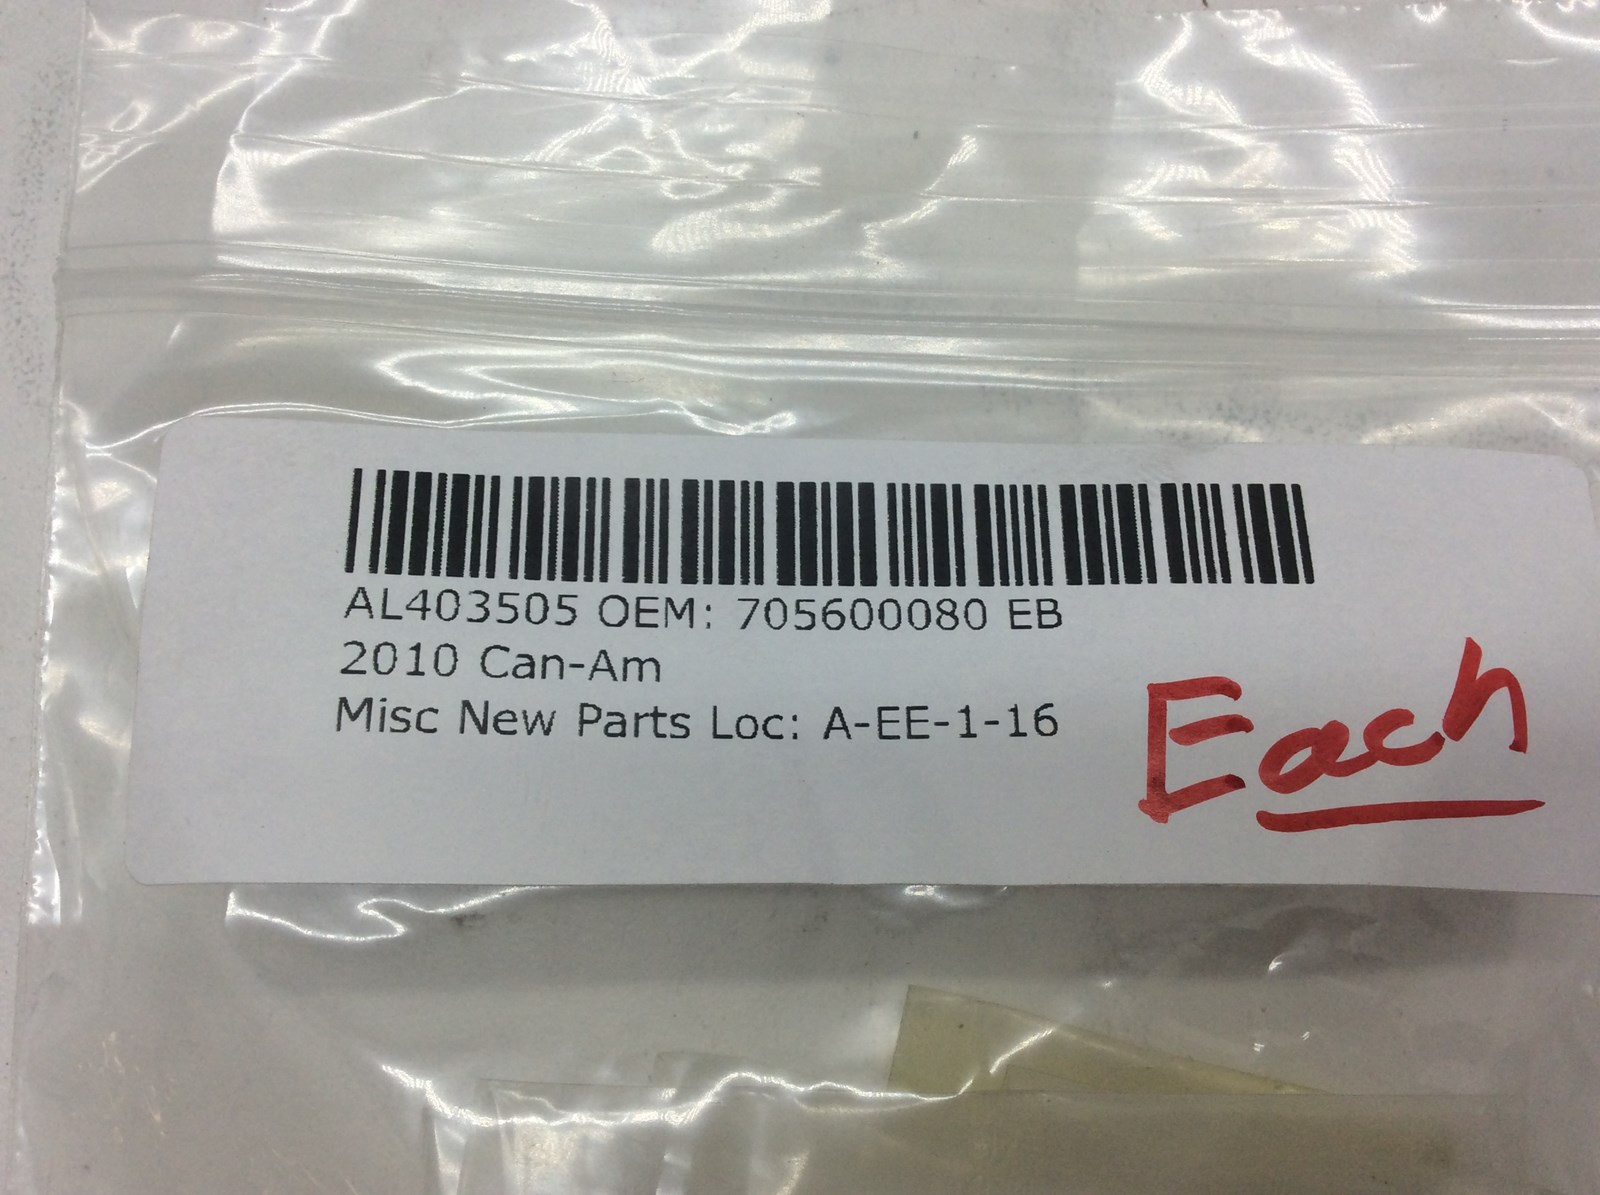 AL403505 OEM: 705600080 EB
2010 Can-Am
Misc New Parts Loc: A-EE-1-16
Each